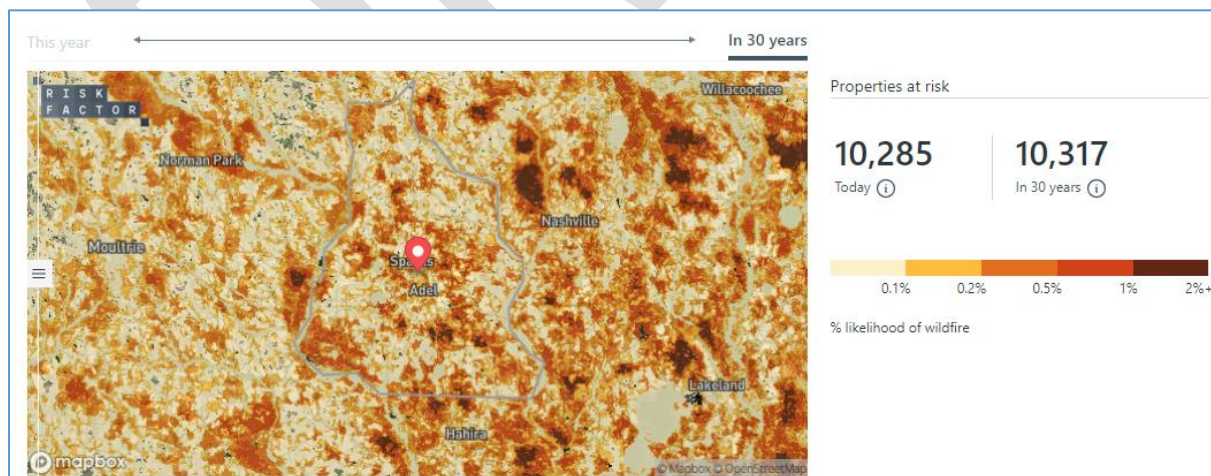 This year
In 30 years
RISK
FACTOR
Willacoochee
Norman Park
Nashville
Moultrie
Sparks
Adel
Lakeland
Hahira
mapbox
© Mapbox © OpenStreetMap
Properties at risk
10,285
10,317
Today
In 30 years
0.1% 0.2% 0.5% 1% 2%+
% likelihood of wildfire